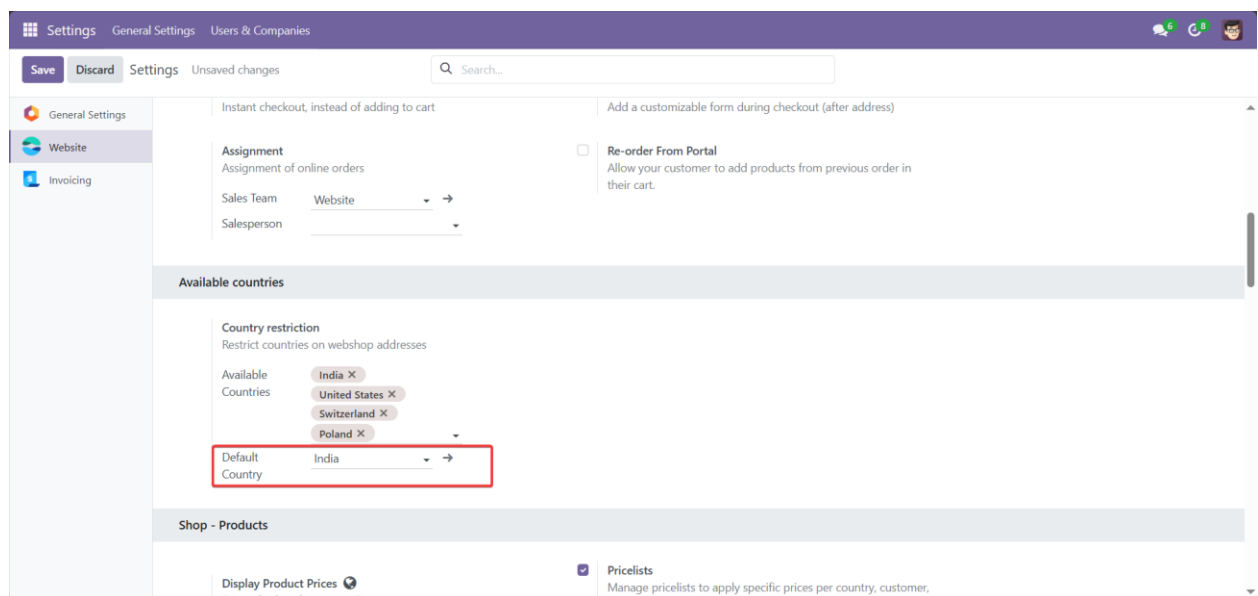 Settings General Settings Users & Companies 6 8
Save Discard Settings Unsaved changes Search...
General Settings
Website
Invoicing
Instant checkout, instead of adding to cart
Add a customizable form during checkout (after address)
Assignment
Assignment of online orders
Sales Team Website
Salesperson
Re-order From Portal
Allow your customer to add products from previous order in
their cart.
Available countries
Country restriction
Restrict countries on webshop addresses
Available
Countries
India ×
United States ×
Switzerland ×
Poland ×
Default
Country
India
Shop - Products
Display Product Prices
Pricelists
Manage pricelists to apply specific prices per country, customer,